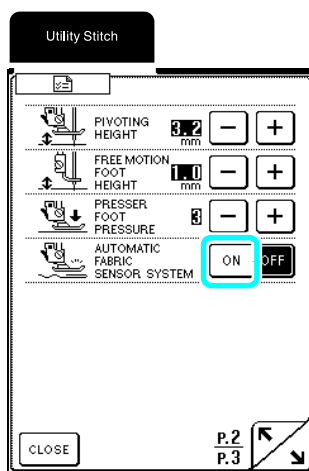 Utility Stitch
PIVOTING
HEIGHT
3.2
mm
- +
FREE MOTION
FOOT
HEIGHT
1.0
mm
- +
PRESSER
FOOT
PRESSURE
3
- +
AUTOMATIC
FABRIC
SENSOR SYSTEM
ON OFF
CLOSE
P.2
P.3